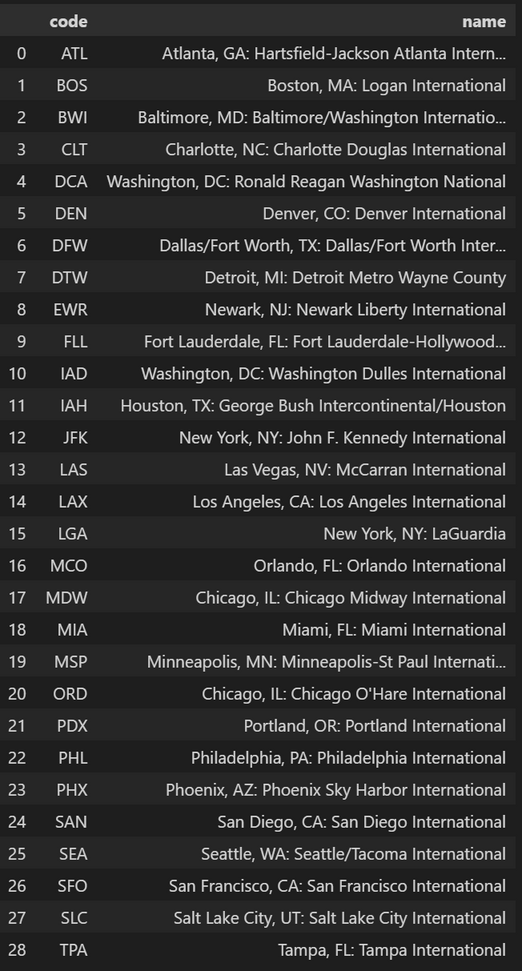 code name
0 ATL Atlanta, GA: Hartsfield-Jackson Atlanta Intern...
1 BOS Boston, MA: Logan International
2 BWI Baltimore, MD: Baltimore/Washington Internatio...
3 CLT Charlotte, NC: Charlotte Douglas International
4 DCA Washington, DC: Ronald Reagan Washington National
5 DEN Denver, CO: Denver International
6 DFW Dallas/Fort Worth, TX: Dallas/Fort Worth Inter...
7 DTW Detroit, MI: Detroit Metro Wayne County
8 EWR Newark, NJ: Newark Liberty International
9 FLL Fort Lauderdale, FL: Fort Lauderdale-Hollywood...
10 IAD Washington, DC: Washington Dulles International
11 IAH Houston, TX: George Bush Intercontinental/Houston
12 JFK New York, NY: John F. Kennedy International
13 LAS Las Vegas, NV: McCarran International
14 LAX Los Angeles, CA: Los Angeles International
15 LGA New York, NY: LaGuardia
16 MCO Orlando, FL: Orlando International
17 MDW Chicago, IL: Chicago Midway International
18 MIA Miami, FL: Miami International
19 MSP Minneapolis, MN: Minneapolis-St Paul Internati...
20 ORD Chicago, IL: Chicago O'Hare International
21 PDX Portland, OR: Portland International
22 PHL Philadelphia, PA: Philadelphia International
23 PHX Phoenix, AZ: Phoenix Sky Harbor International
24 SAN San Diego, CA: San Diego International
25 SEA Seattle, WA: Seattle/Tacoma International
26 SFO San Francisco, CA: San Francisco International
27 SLC Salt Lake City, UT: Salt Lake City International
28 TPA Tampa, FL: Tampa International